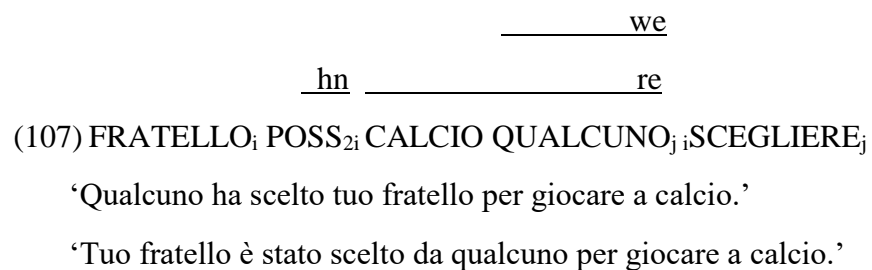 we
hn re
(107) FRATELLOi POSS2i CALCIO QUALCUNOj iSCEGLIEREj
‘Qualcuno ha scelto tuo fratello per giocare a calcio.’
‘Tuo fratello è stato scelto da qualcuno per giocare a calcio.’